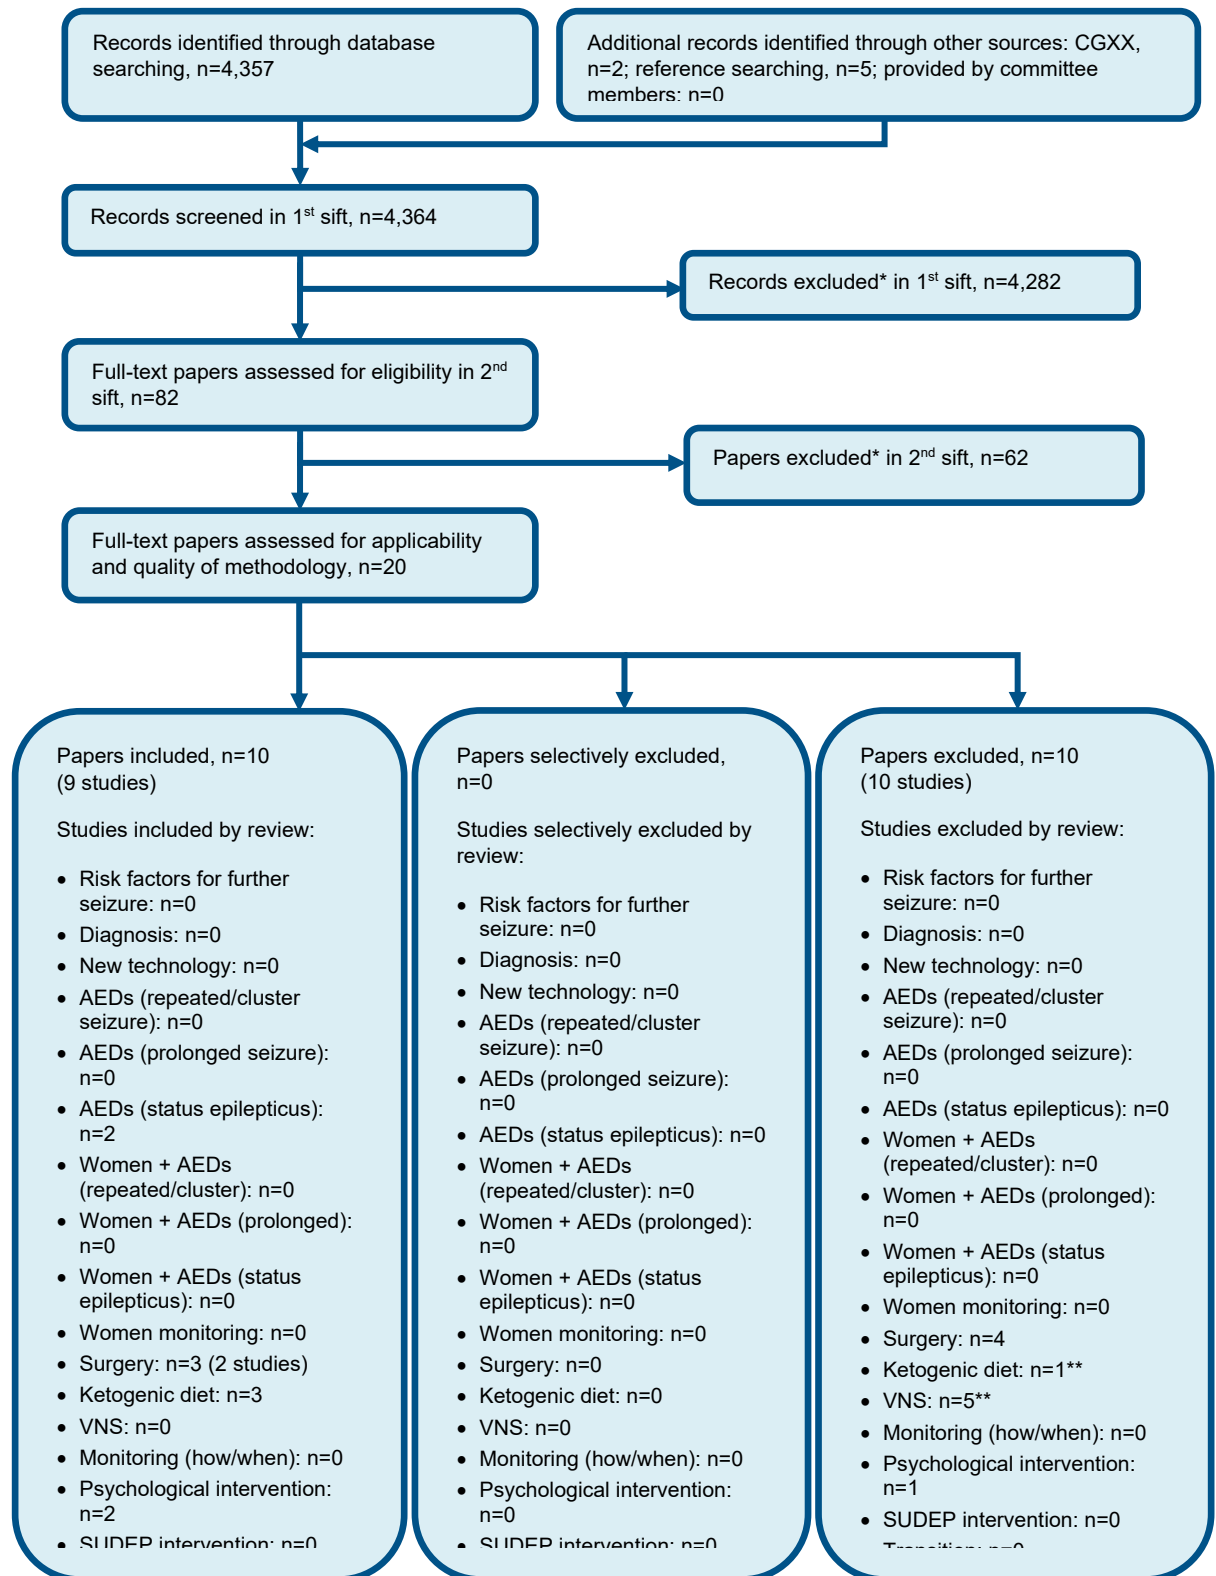 Records identified through database
searching, n=4,357
Additional records identified through other sources: CGXX,
n=2; reference searching, n=5; provided by committee
members: n=0
Records screened in 1st sift, n=4,364
Records excluded* in 1st sift, n=4,282
Full-text papers assessed for eligibility in 2nd
sift, n=82
Papers excluded* in 2nd sift, n=62
Full-text papers assessed for applicability
and quality of methodology, n=20
Papers included, n=10
(9 studies)
Studies included by review:
• Risk factors for further
seizure: n=0
• Diagnosis: n=0
• New technology: n=0
• AEDs (repeated/cluster
seizure): n=0
• AEDs (prolonged seizure):
n=0
• AEDs (status epilepticus):
n=2
• Women + AEDs
(repeated/cluster): n=0
• Women + AEDs (prolonged):
n=0
• Women + AEDs (status
epilepticus): n=0
• Women monitoring: n=0
• Surgery: n=3 (2 studies)
• Ketogenic diet: n=3
• VNS: n=0
• Monitoring (how/when): n=0
• Psychological intervention:
n=2
• SUDEP intervention: n=0
Papers selectively excluded,
n=0
Studies selectively excluded by
review:
• Risk factors for further
seizure: n=0
• Diagnosis: n=0
• New technology: n=0
• AEDs (repeated/cluster
seizure): n=0
• AEDs (prolonged seizure):
n=0
• AEDs (status epilepticus): n=0
• Women + AEDs
(repeated/cluster): n=0
• Women + AEDs (prolonged):
n=0
• Women + AEDs (status
epilepticus): n=0
• Women monitoring: n=0
• Surgery: n=0
• Ketogenic diet: n=0
• VNS: n=0
• Monitoring (how/when): n=0
• Psychological intervention:
n=0
• SUDEP intervention: n=0
Papers excluded, n=10
(10 studies)
Studies excluded by review:
• Risk factors for further
seizure: n=0
• Diagnosis: n=0
• New technology: n=0
• AEDs (repeated/cluster
seizure): n=0
• AEDs (prolonged seizure):
n=0
• AEDs (status epilepticus): n=0
• Women + AEDs
(repeated/cluster): n=0
• Women + AEDs (prolonged):
n=0
• Women + AEDs (status
epilepticus): n=0
• Women monitoring: n=0
• Surgery: n=4
• Ketogenic diet: n=1**
• VNS: n=5**
• Monitoring (how/when): n=0
• Psychological intervention:
n=1
• SUDEP intervention: n=0